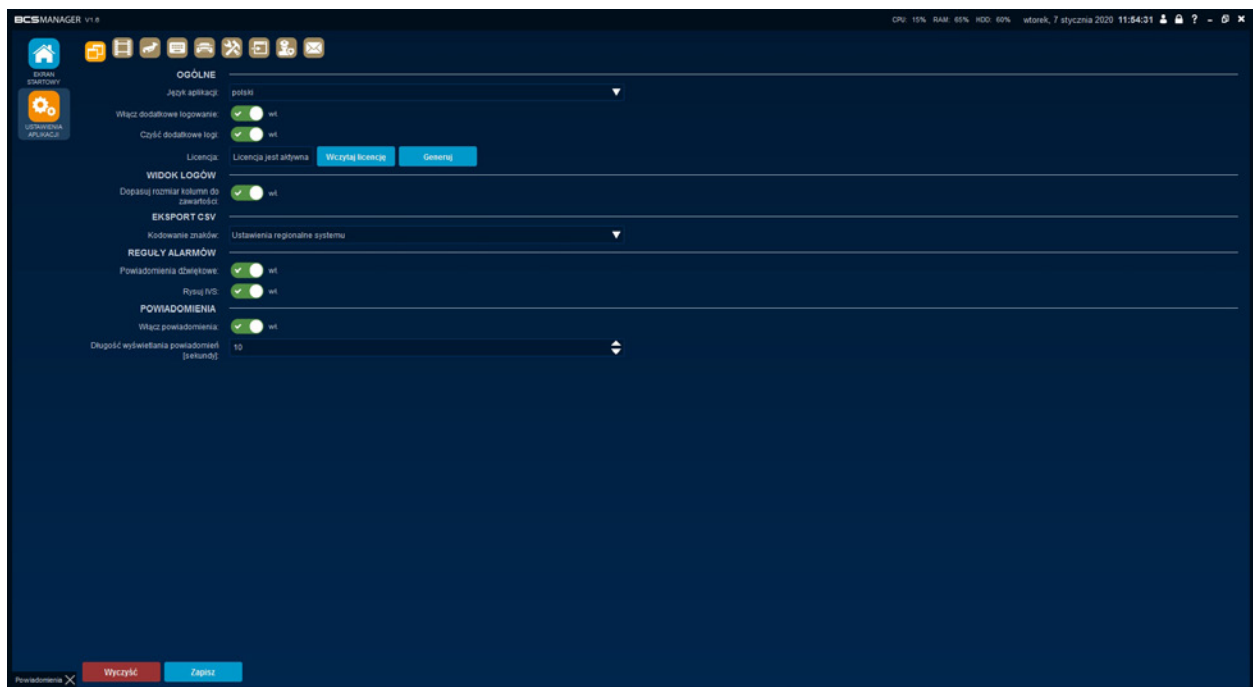 BCSMANAGER V1.8 CPU: 15% RAM: 65% HDD: 60% wtorek, 7 stycznia 2020 11:54:31 ?
EKRAN
STARTOWY
USTAWIENIA
APLIKACJI
OGÓLNE
Język aplikacji: polski
Włącz dodatkowe logowanie: wł.
Czyść dodatkowe logi: wł.
Licencja: Licencja jest aktywna Wczytaj licencję Generuj
WIDOK LOGÓW
Dopasuj rozmiar kolumn do
zawartości: wł.
EKSPORT CSV
Kodowanie znaków: Ustawienia regionalne systemu
REGUŁY ALARMÓW
Powiadomienia dźwiękowe: wł.
Rysuj IVS: wł.
POWIADOMIENIA
Włącz powiadomienia: wł.
Długość wyświetlania powiadomień
[sekundy]: 10
Wyczyść Zapisz
Powiadomienia